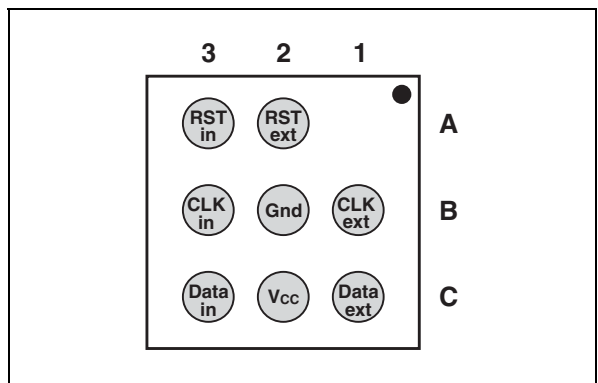 3 2 1
RST
in
RST
ext
A
CLK
in
Gnd
CLK
ext
B
Data
in
Vcc
Data
ext
C